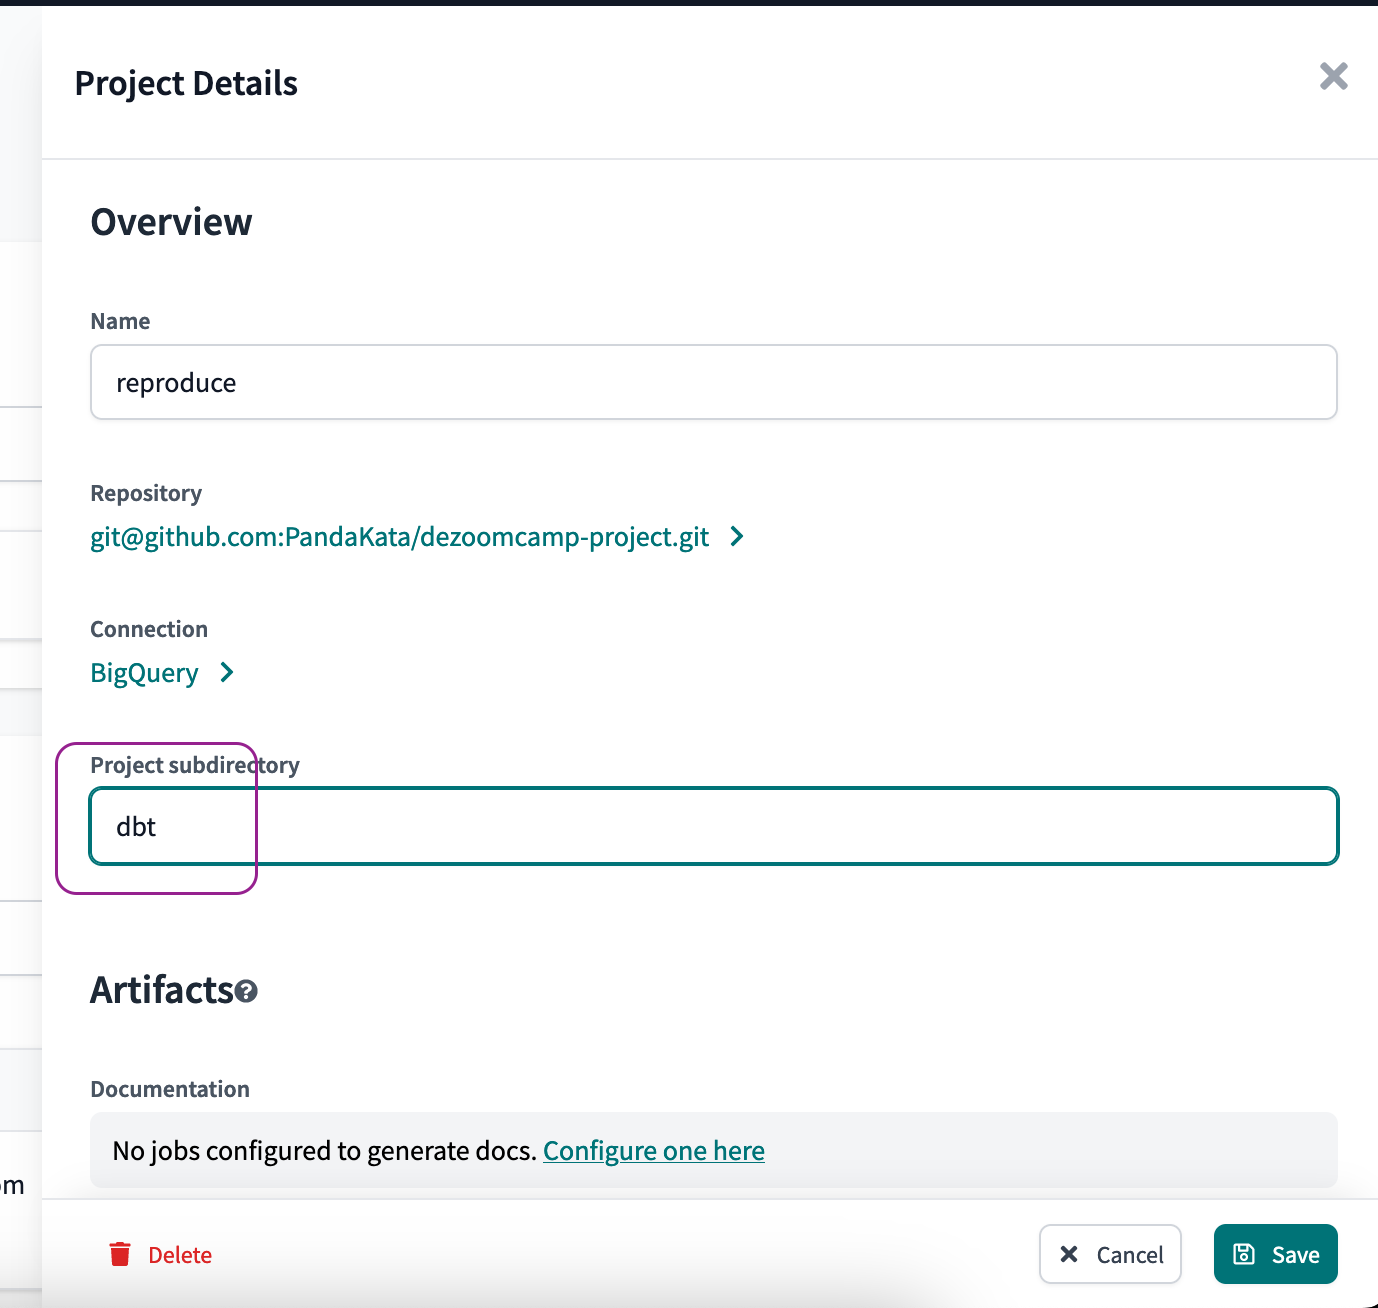 Project Details
Overview
Name
reproduce
Repository
git@github.com:PandaKata/dezoomcamp-project.git
Connection
BigQuery
Project subdirectory
dbt
Artifacts
Documentation
No jobs configured to generate docs. Configure one here
Delete
Cancel
Save